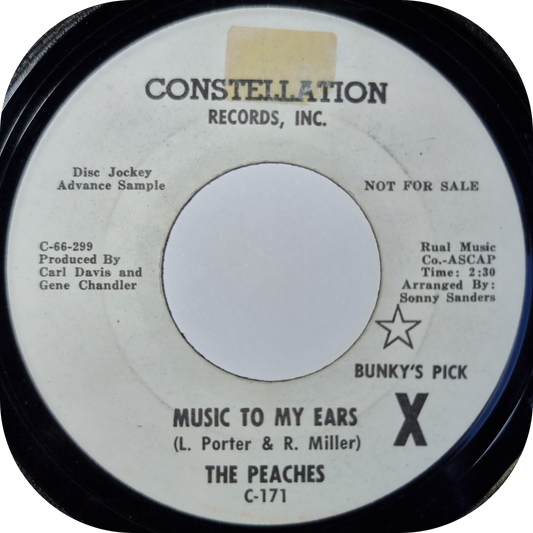 CONSTELLATION
RECORDS, INC.
Disc Jockey
Advance Sample
NOT FOR SALE
C-66-299
Produced By
Carl Davis and
Gene Chandler
Rual Music
Co.-ASCAP
Time: 2:30
Arranged By:
Sonny Sanders
BUNKY'S PICK
X
MUSIC TO MY EARS
(L. Porter & R. Miller)
THE PEACHES
C-171